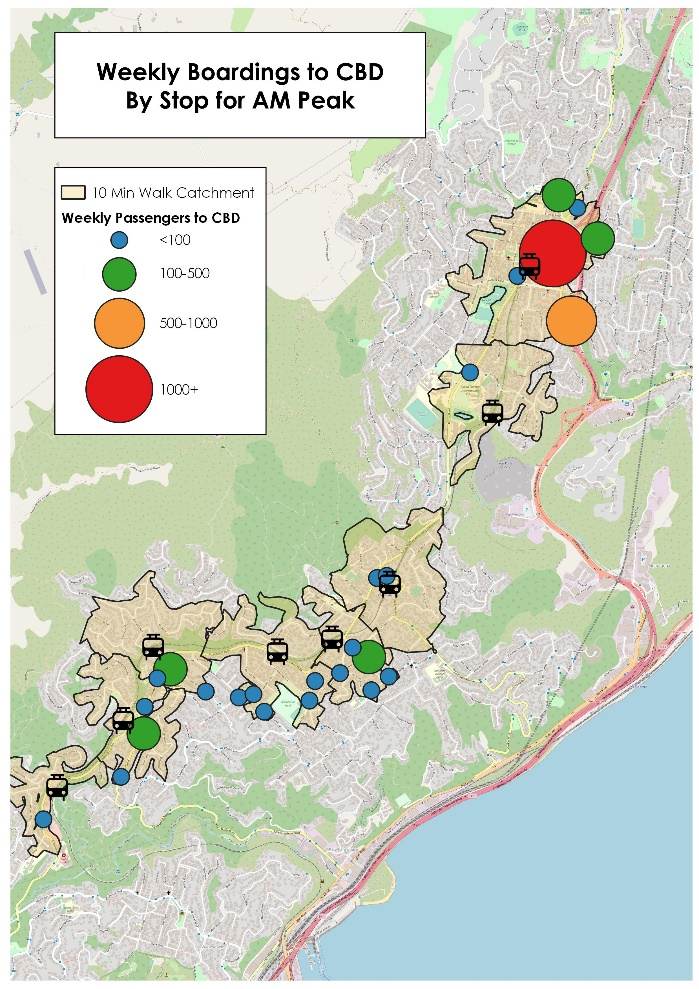 Weekly Boardings to CBD
By Stop for AM Peak
10 Min Walk Catchment
Weekly Passengers to CBD
<100
100-500
500-1000
1000+